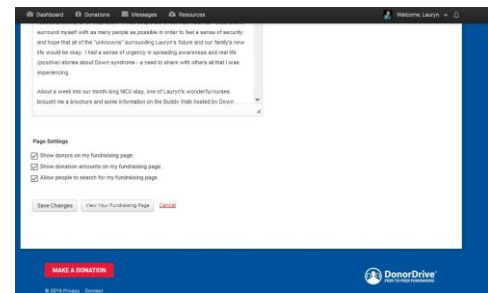 Dashboard Donations Messages Resources Welcome, Lauryn
surround myself with as many people as possible in order to feel a sense of security
and hope that all of the "unknowns" surrounding Lauryn's future and our family's new
life would be okay. I had a sense of urgency in spreading awareness and real life
(positive) stories about Down syndrome - a need to share with others all that I was
experiencing.
About a week into our month-long NICU stay, one of Lauryn's wonderful nurses
brought me a brochure and some information on the Buddy Walk hosted by Down
Page Settings
Show donors on my fundraising page.
Show donation amounts on my fundraising page.
Allow people to search for my fundraising page.
Save Changes View Your Fundraising Page Cancel
MAKE A DONATION
DonorDrive
PEER-TO-PEER FUNDRAISING
© 2016 Privacy Contact